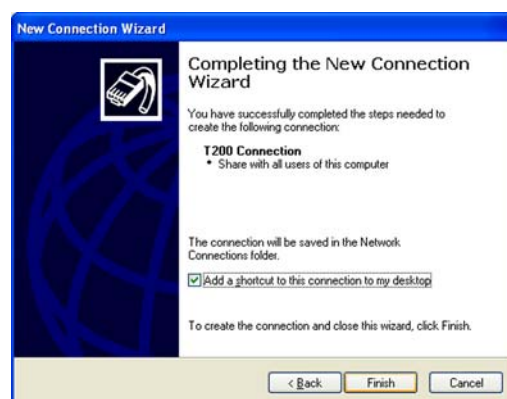 New Connection Wizard
Completing the New Connection
Wizard
You have successfully completed the steps needed to
create the following connection:
T200 Connection
• Share with all users of this computer
The connection will be saved in the Network
Connections folder.
Add a shortcut to this connection to my desktop
To create the connection and close this wizard, click Finish.
< Back
Finish
Cancel